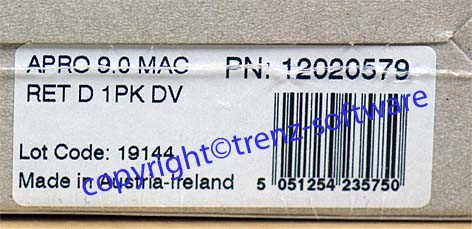 APRO 9.0 MAC PN: 12020579
RET D 1PK DV
Lot Code: 19144
Made in Austria-Ireland
5 051254 235750
copyright©trenz-software